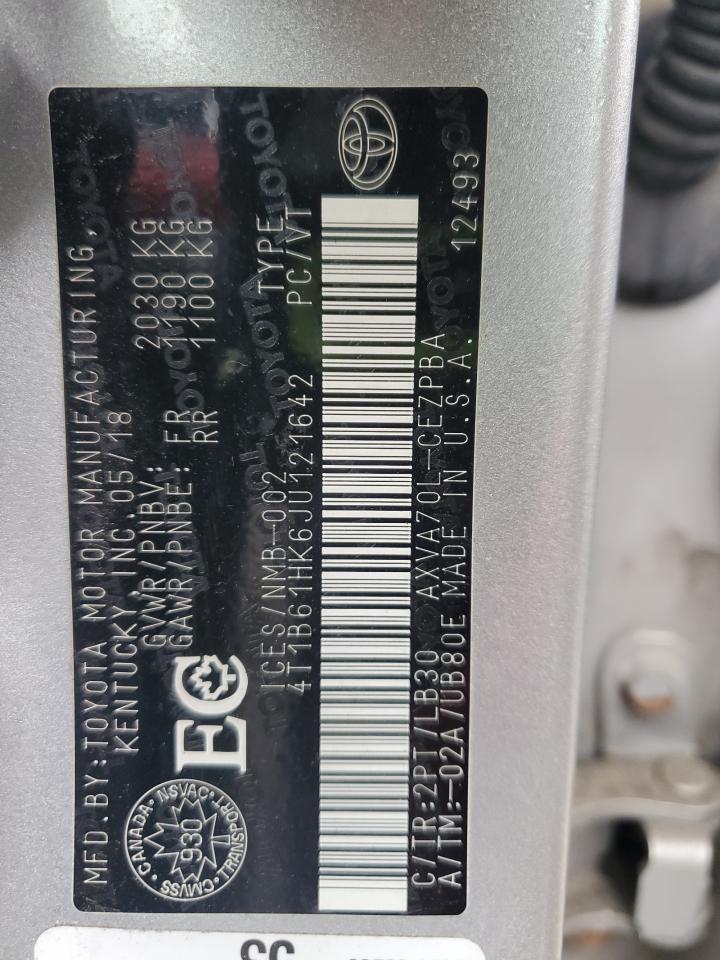 MFD.BY:TOYOTA MOTOR MANUFACTURING,
KENTUCKY, INC.05/18
GVWR/PNBV: 2030 KG
GAWR/PNBE: FR 1190 KG
RR 1100 KG
CANADA • NSVAC • TRANSPORT • CMVSS
930
EC
ICES/NMB-002 TYPE
4T1B61HK6JU121642 PC/VT
C/TR:2PT/LB30 AXVA70L-CEZPBA
A/TM:-02A/UB80E MADE IN U.S.A. 12493